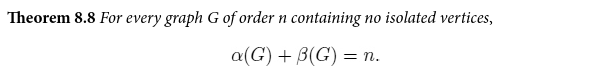 Theorem 8.8 For every graph G of order n containing no isolated vertices,
α(G) + β(G) = n.